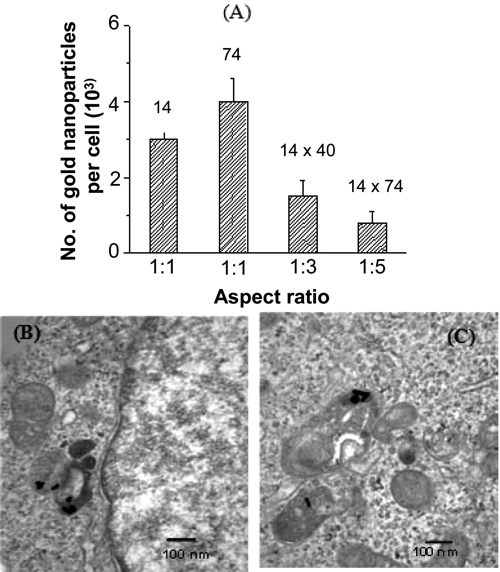 (A)
No. of gold nanoparticles
per cell (10³)
6
4
2
0
14
74
14 x 40
14 x 74
1:1
1:1
1:3
1:5
Aspect ratio
(B)
100 nm
(C)
100 nm